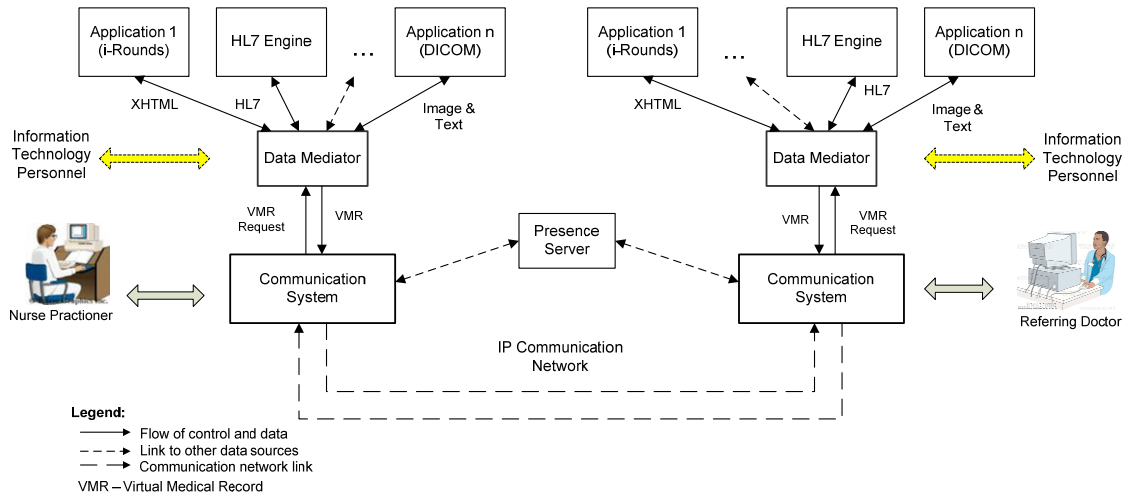 Application 1
(i-Rounds)
HL7 Engine
...
Application n
(DICOM)
Application 1
(i-Rounds)
...
HL7 Engine
Application n
(DICOM)
XHTML
HL7
Image &
Text
XHTML
HL7
Image &
Text
Information
Technology
Personnel
Data Mediator
Data Mediator
Information
Technology
Personnel
VMR
Request
VMR
VMR
VMR
Request
Presence
Server
Communication
System
Communication
System
Nurse Practioner
Referring Doctor
IP Communication
Network
Legend:
Flow of control and data
Link to other data sources
Communication network link
VMR – Virtual Medical Record